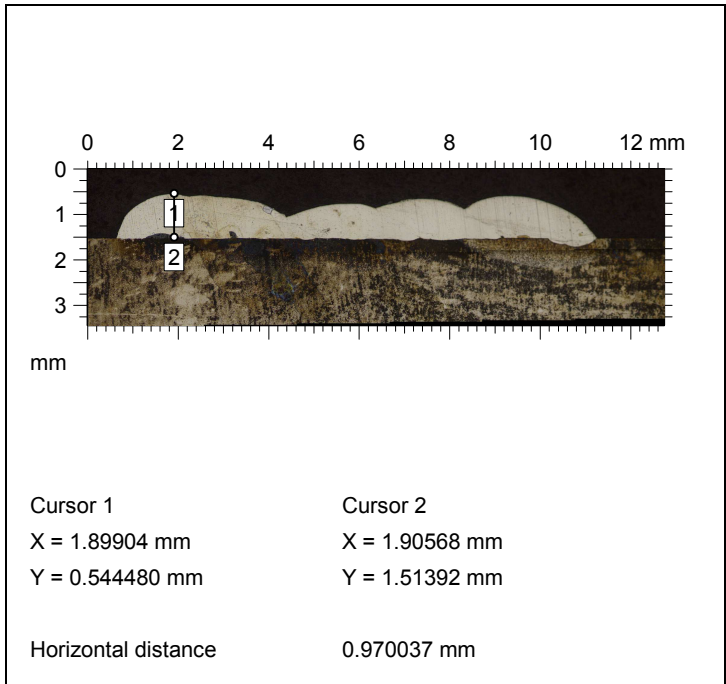 0 2 4 6 8 10 12 mm
0
1
1
2
2
3
mm
Cursor 1 Cursor 2
X = 1.89904 mm X = 1.90568 mm
Y = 0.544480 mm Y = 1.51392 mm
Horizontal distance 0.970037 mm